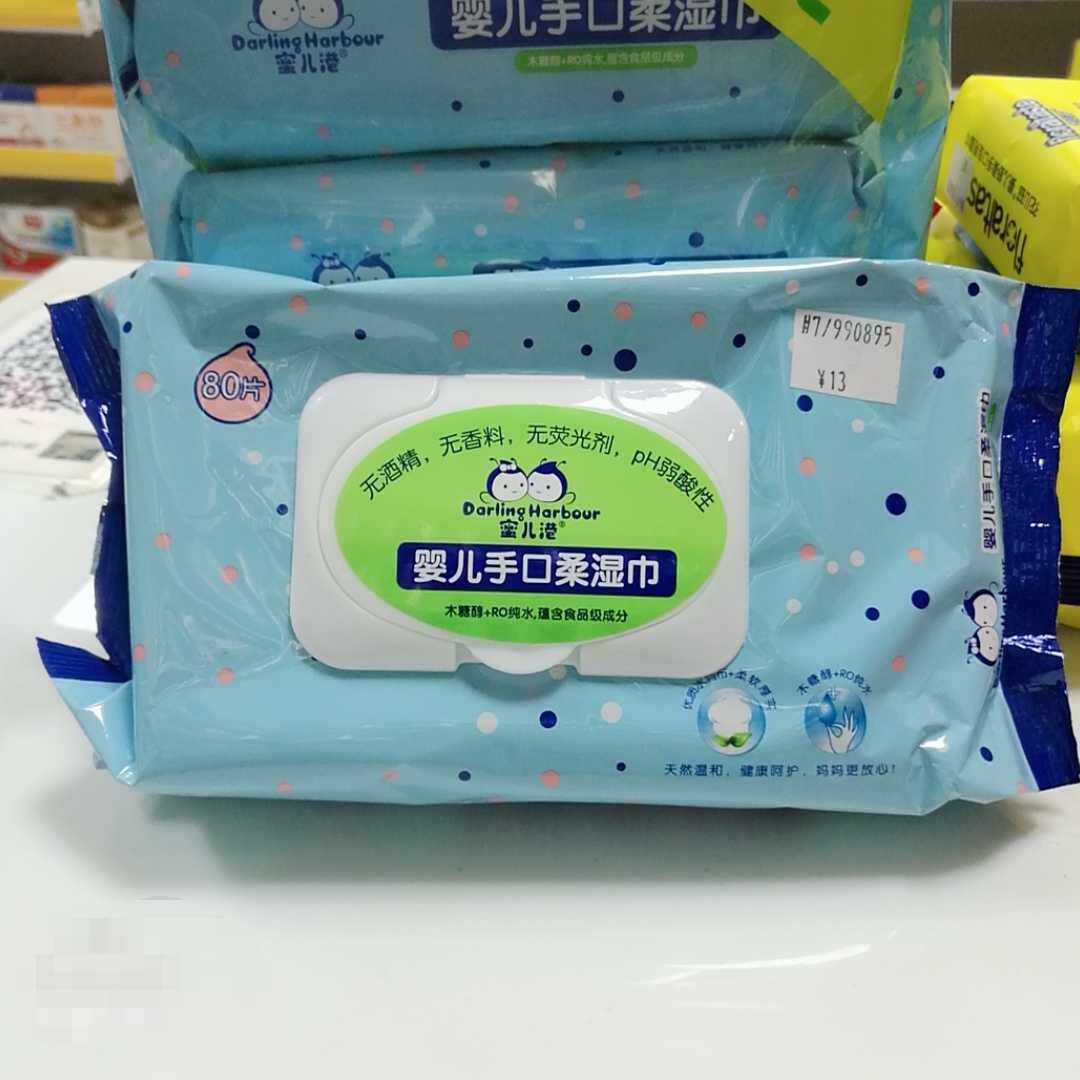 婴儿手口柔湿巾
Darling Harbour
蜜儿港®
木糖醇+RO纯水,蕴含食品级成分
80片
无酒精，无香料，无荧光剂，pH弱酸性
Darling Harbour
蜜儿港®
婴儿手口柔湿巾
木糖醇+RO纯水,蕴含食品级成分
¥13
木糖醇+RO纯水
天然温和，健康呵护，妈妈更放心！
婴儿手口柔湿巾